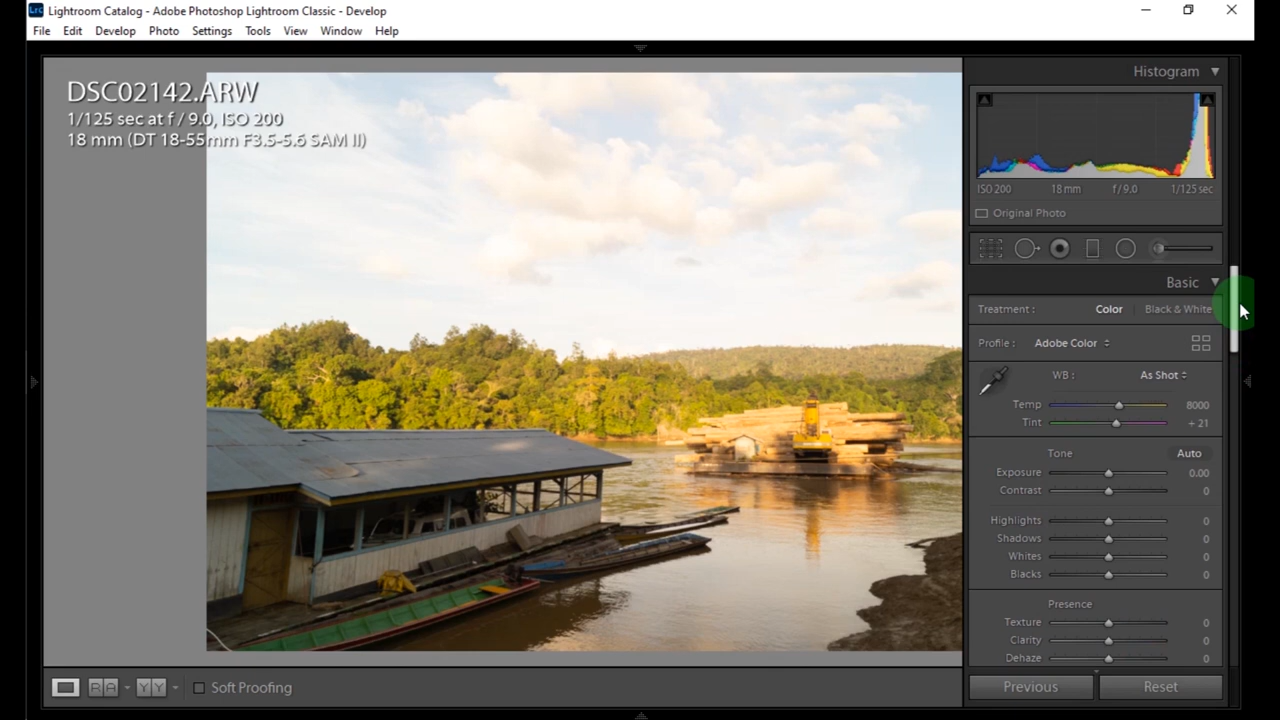 Lrc Lightroom Catalog - Adobe Photoshop Lightroom Classic - Develop
File Edit Develop Photo Settings Tools View Window Help
DSC02142.ARW
1/125 sec at f / 9.0, ISO 200
18 mm (DT 18-55mm F3.5-5.6 SAM II)
Histogram
ISO 200 18 mm f/9.0 1/125 sec
Original Photo
Basic
Treatment : Color Black & White
Profile : Adobe Color
WB : As Shot
Temp 8000
Tint + 21
Tone Auto
Exposure 0.00
Contrast 0
Highlights 0
Shadows 0
Whites 0
Blacks 0
Presence
Texture 0
Clarity 0
Dehaze 0
R A Y Y Soft Proofing
Previous Reset